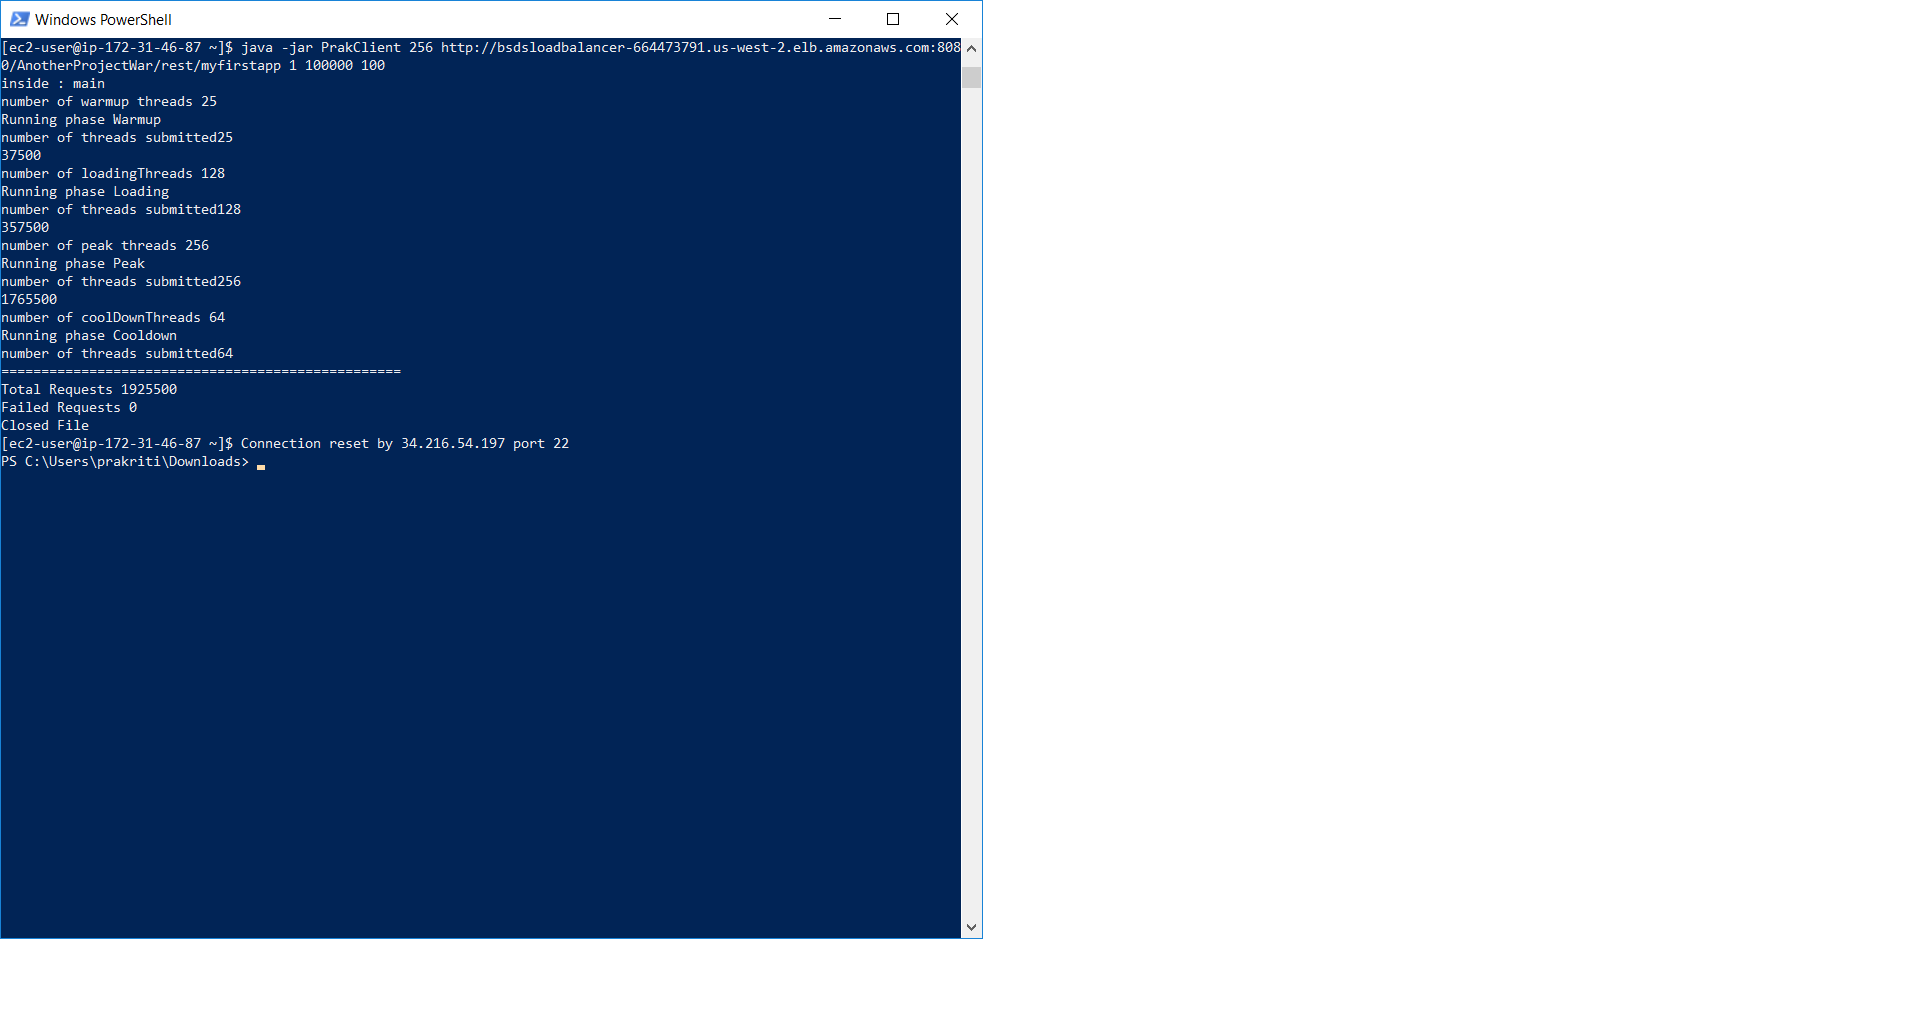 Windows PowerShell
[ec2-user@ip-172-31-46-87 ~]$ java -jar PrakClient 256 http://bsdsloadbalancer-664473791.us-west-2.elb.amazonaws.com:808
0/AnotherProjectWar/rest/myfirstapp 1 100000 100
inside : main
number of warmup threads 25
Running phase Warmup
number of threads submitted25
37500
number of loadingThreads 128
Running phase Loading
number of threads submitted128
357500
number of peak threads 256
Running phase Peak
number of threads submitted256
1765500
number of coolDownThreads 64
Running phase Cooldown
number of threads submitted64
==================================================
Total Requests 1925500
Failed Requests 0
Closed File
[ec2-user@ip-172-31-46-87 ~]$ Connection reset by 34.216.54.197 port 22
PS C:\Users\prakriti\Downloads>